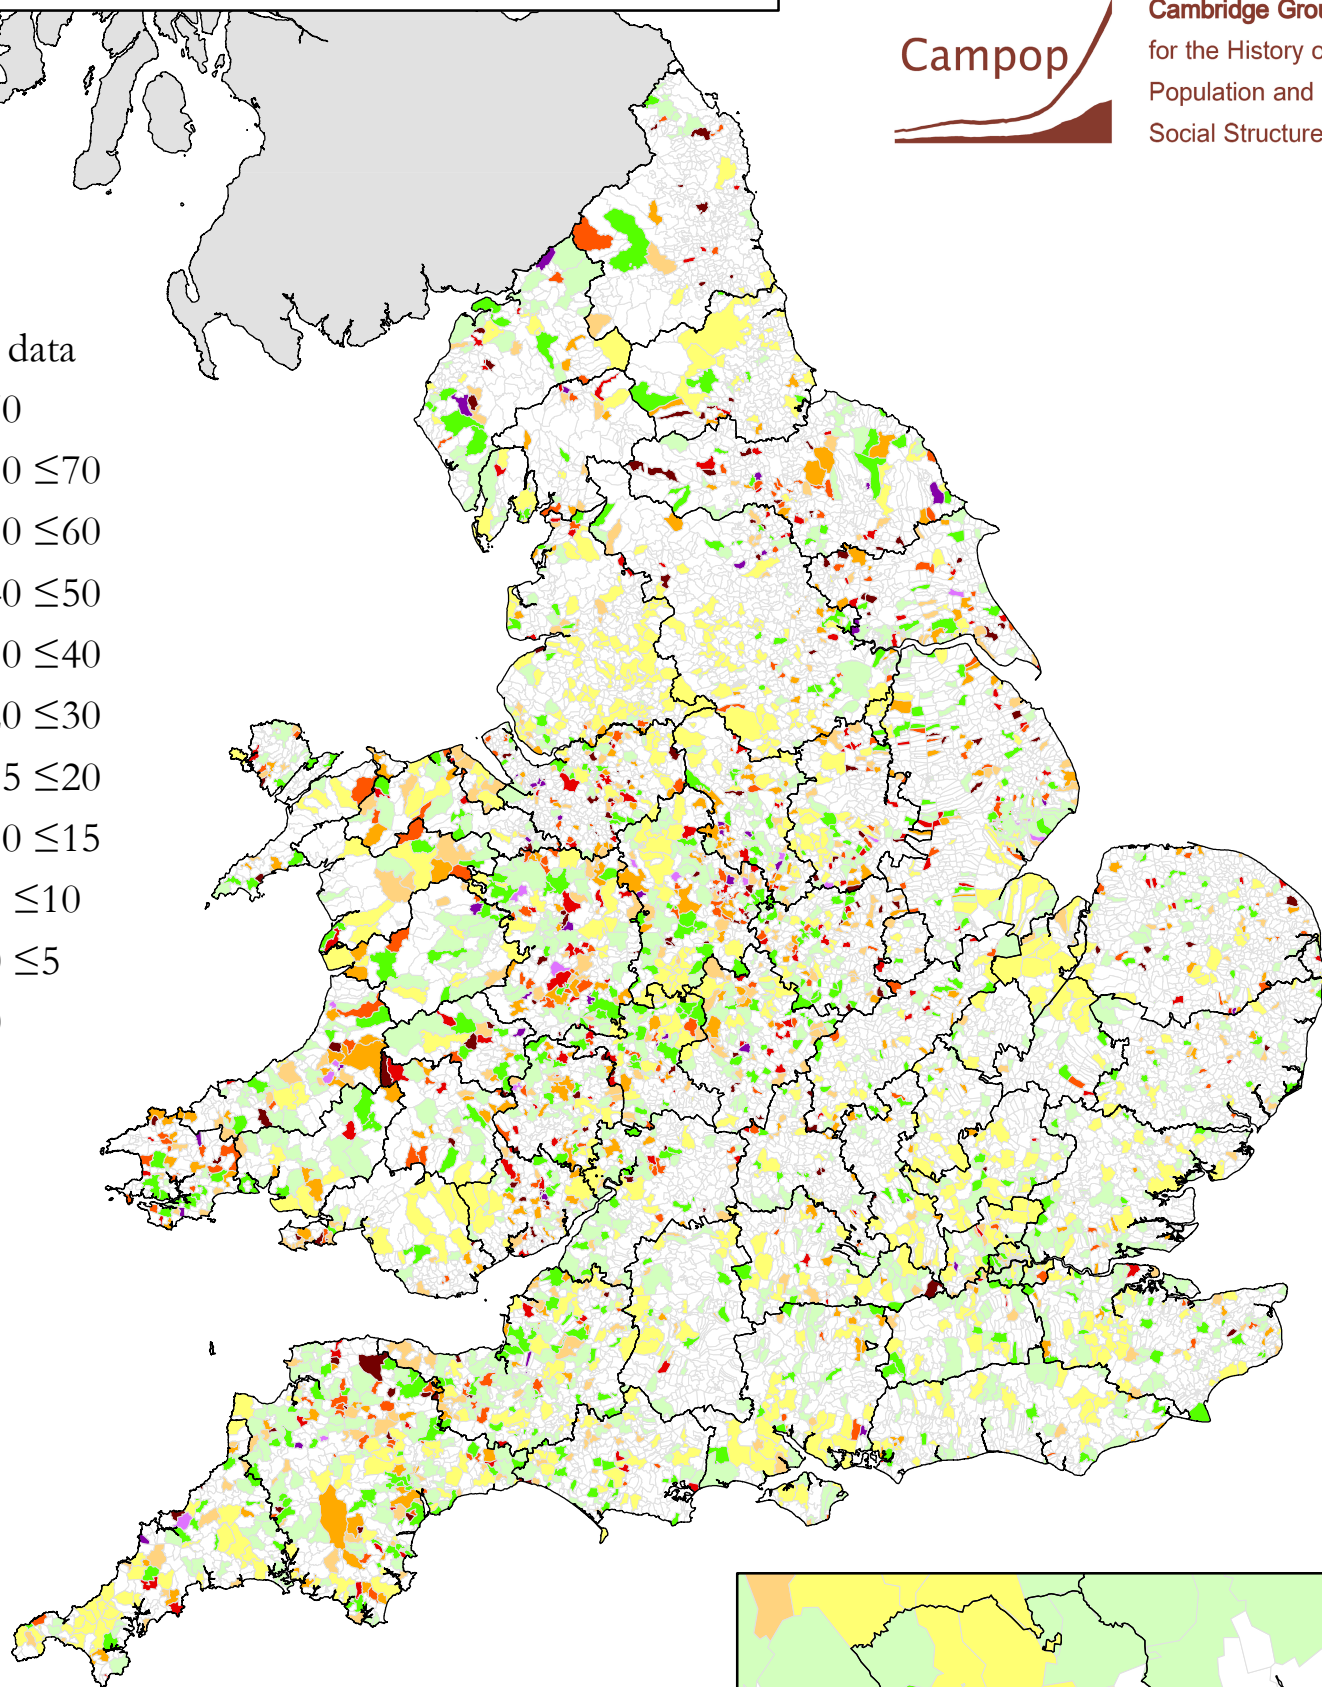 Campop
Cambridge Grou
for the History o
Population and
Social Structure
data
0
0 ≤70
0 ≤60
0 ≤50
0 ≤40
0 ≤30
5 ≤20
0 ≤15
≤10
≤5